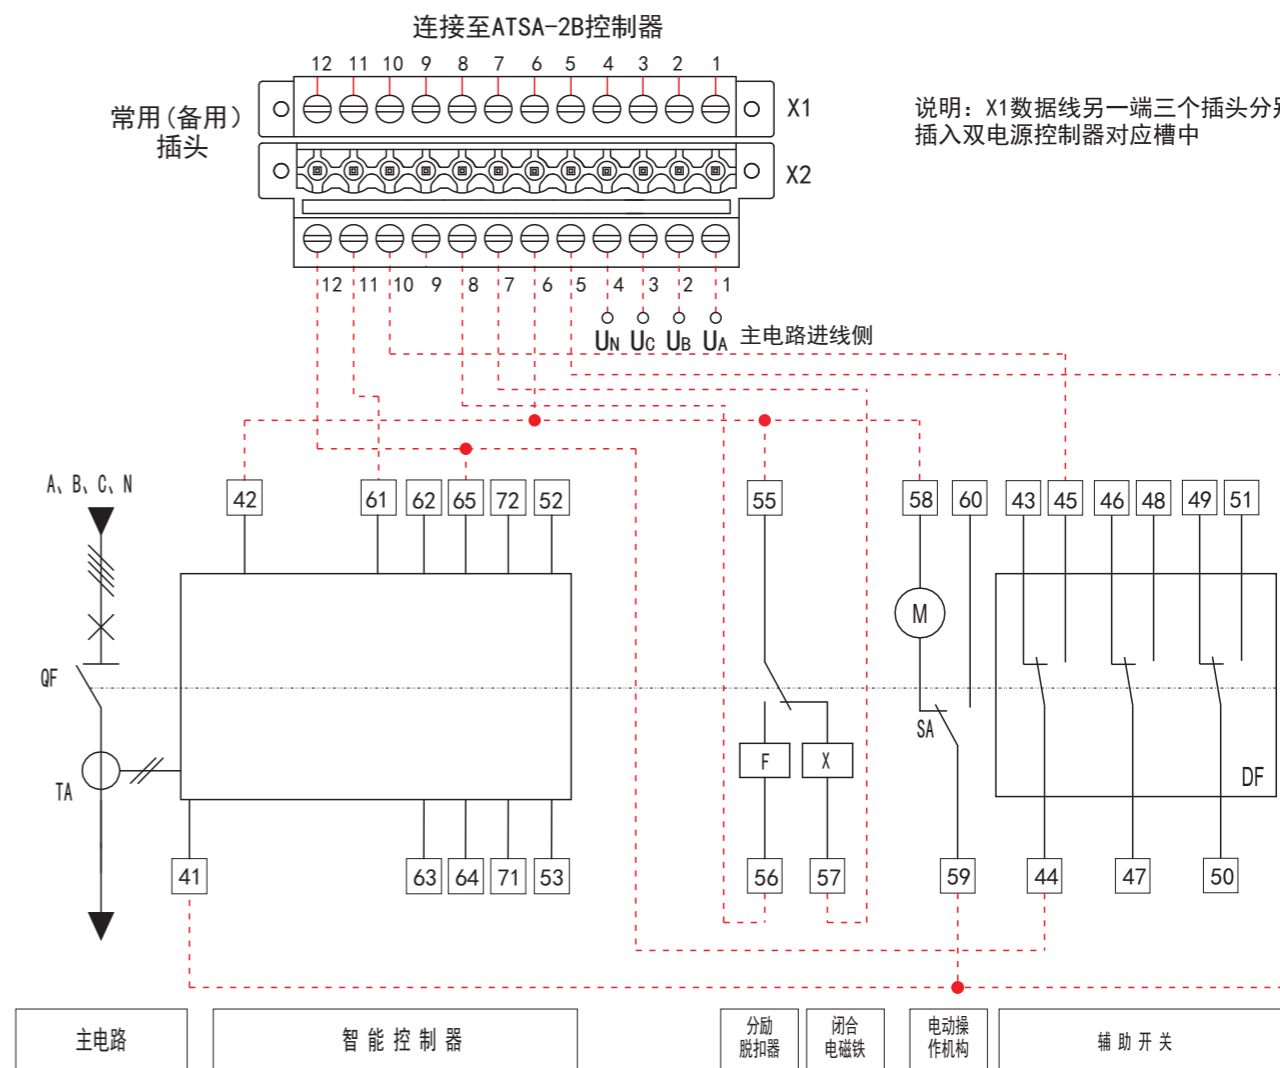 连接至ATSA-2B控制器
12 11 10 9 8 7 6 5 4 3 2 1
常用(备用)
插头
X1
说明：X1数据线另一端三个插头分别
插入双电源控制器对应槽中
X2
12 11 10 9 8 7 6 5 4 3 2 1
UN UC UB UA 主电路进线侧
A、B、C、N
42 61 62 65 72 52 55 58 60 43 45 46 48 49 51
M
QF
SA
F X
TA
DF
41 63 64 71 53 56 57 59 44 47 50
主电路 智能控制器 分励 闭合 电动操 辅助开关
脱扣器 电磁铁 作机构